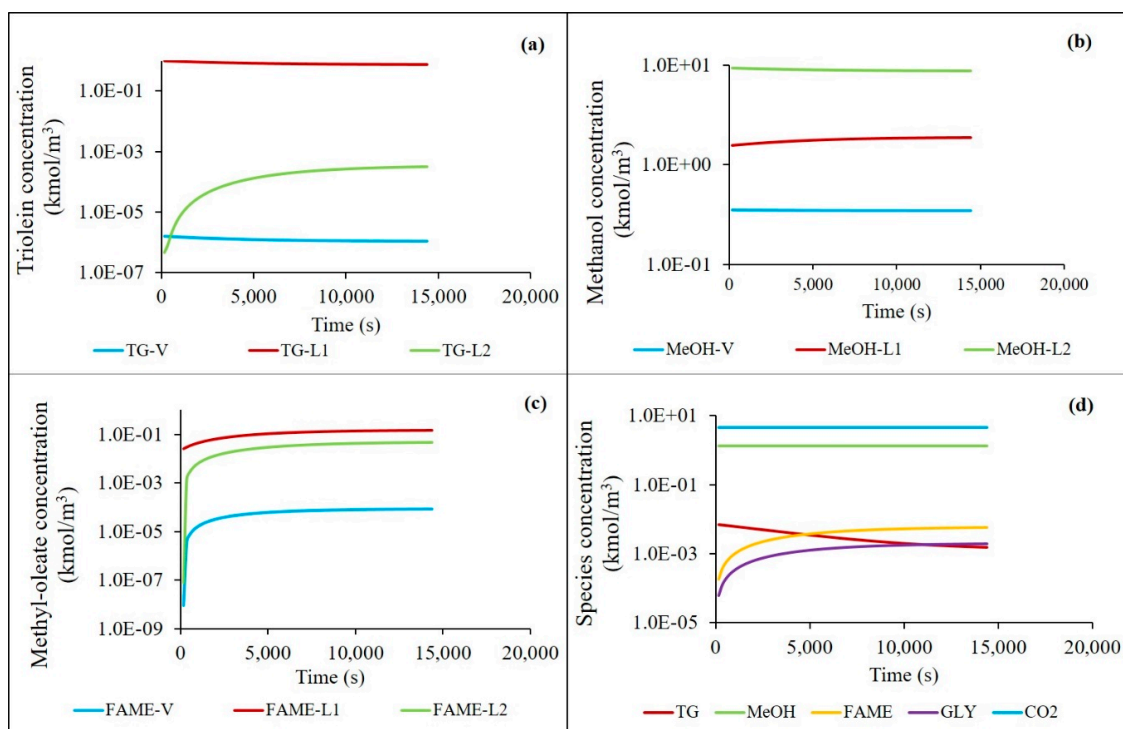 (a)
Triolein concentration
(kmol/m³)
1.0E-01
1.0E-03
1.0E-05
1.0E-07
0 5,000 10,000 15,000 20,000
Time (s)
TG-V TG-L1 TG-L2
(b)
Methanol concentration
(kmol/m³)
1.0E+01
1.0E+00
1.0E-01
0 5,000 10,000 15,000 20,000
Time (s)
MeOH-V MeOH-L1 MeOH-L2
(c)
Methyl-oleate concentration
(kmol/m³)
1.0E-01
1.0E-03
1.0E-05
1.0E-07
1.0E-09
0 5,000 10,000 15,000 20,000
Time (s)
FAME-V FAME-L1 FAME-L2
(d)
Species concentration
(kmol/m³)
1.0E+01
1.0E-01
1.0E-03
1.0E-05
0 5,000 10,000 15,000 20,000
Time (s)
TG MeOH FAME GLY CO2